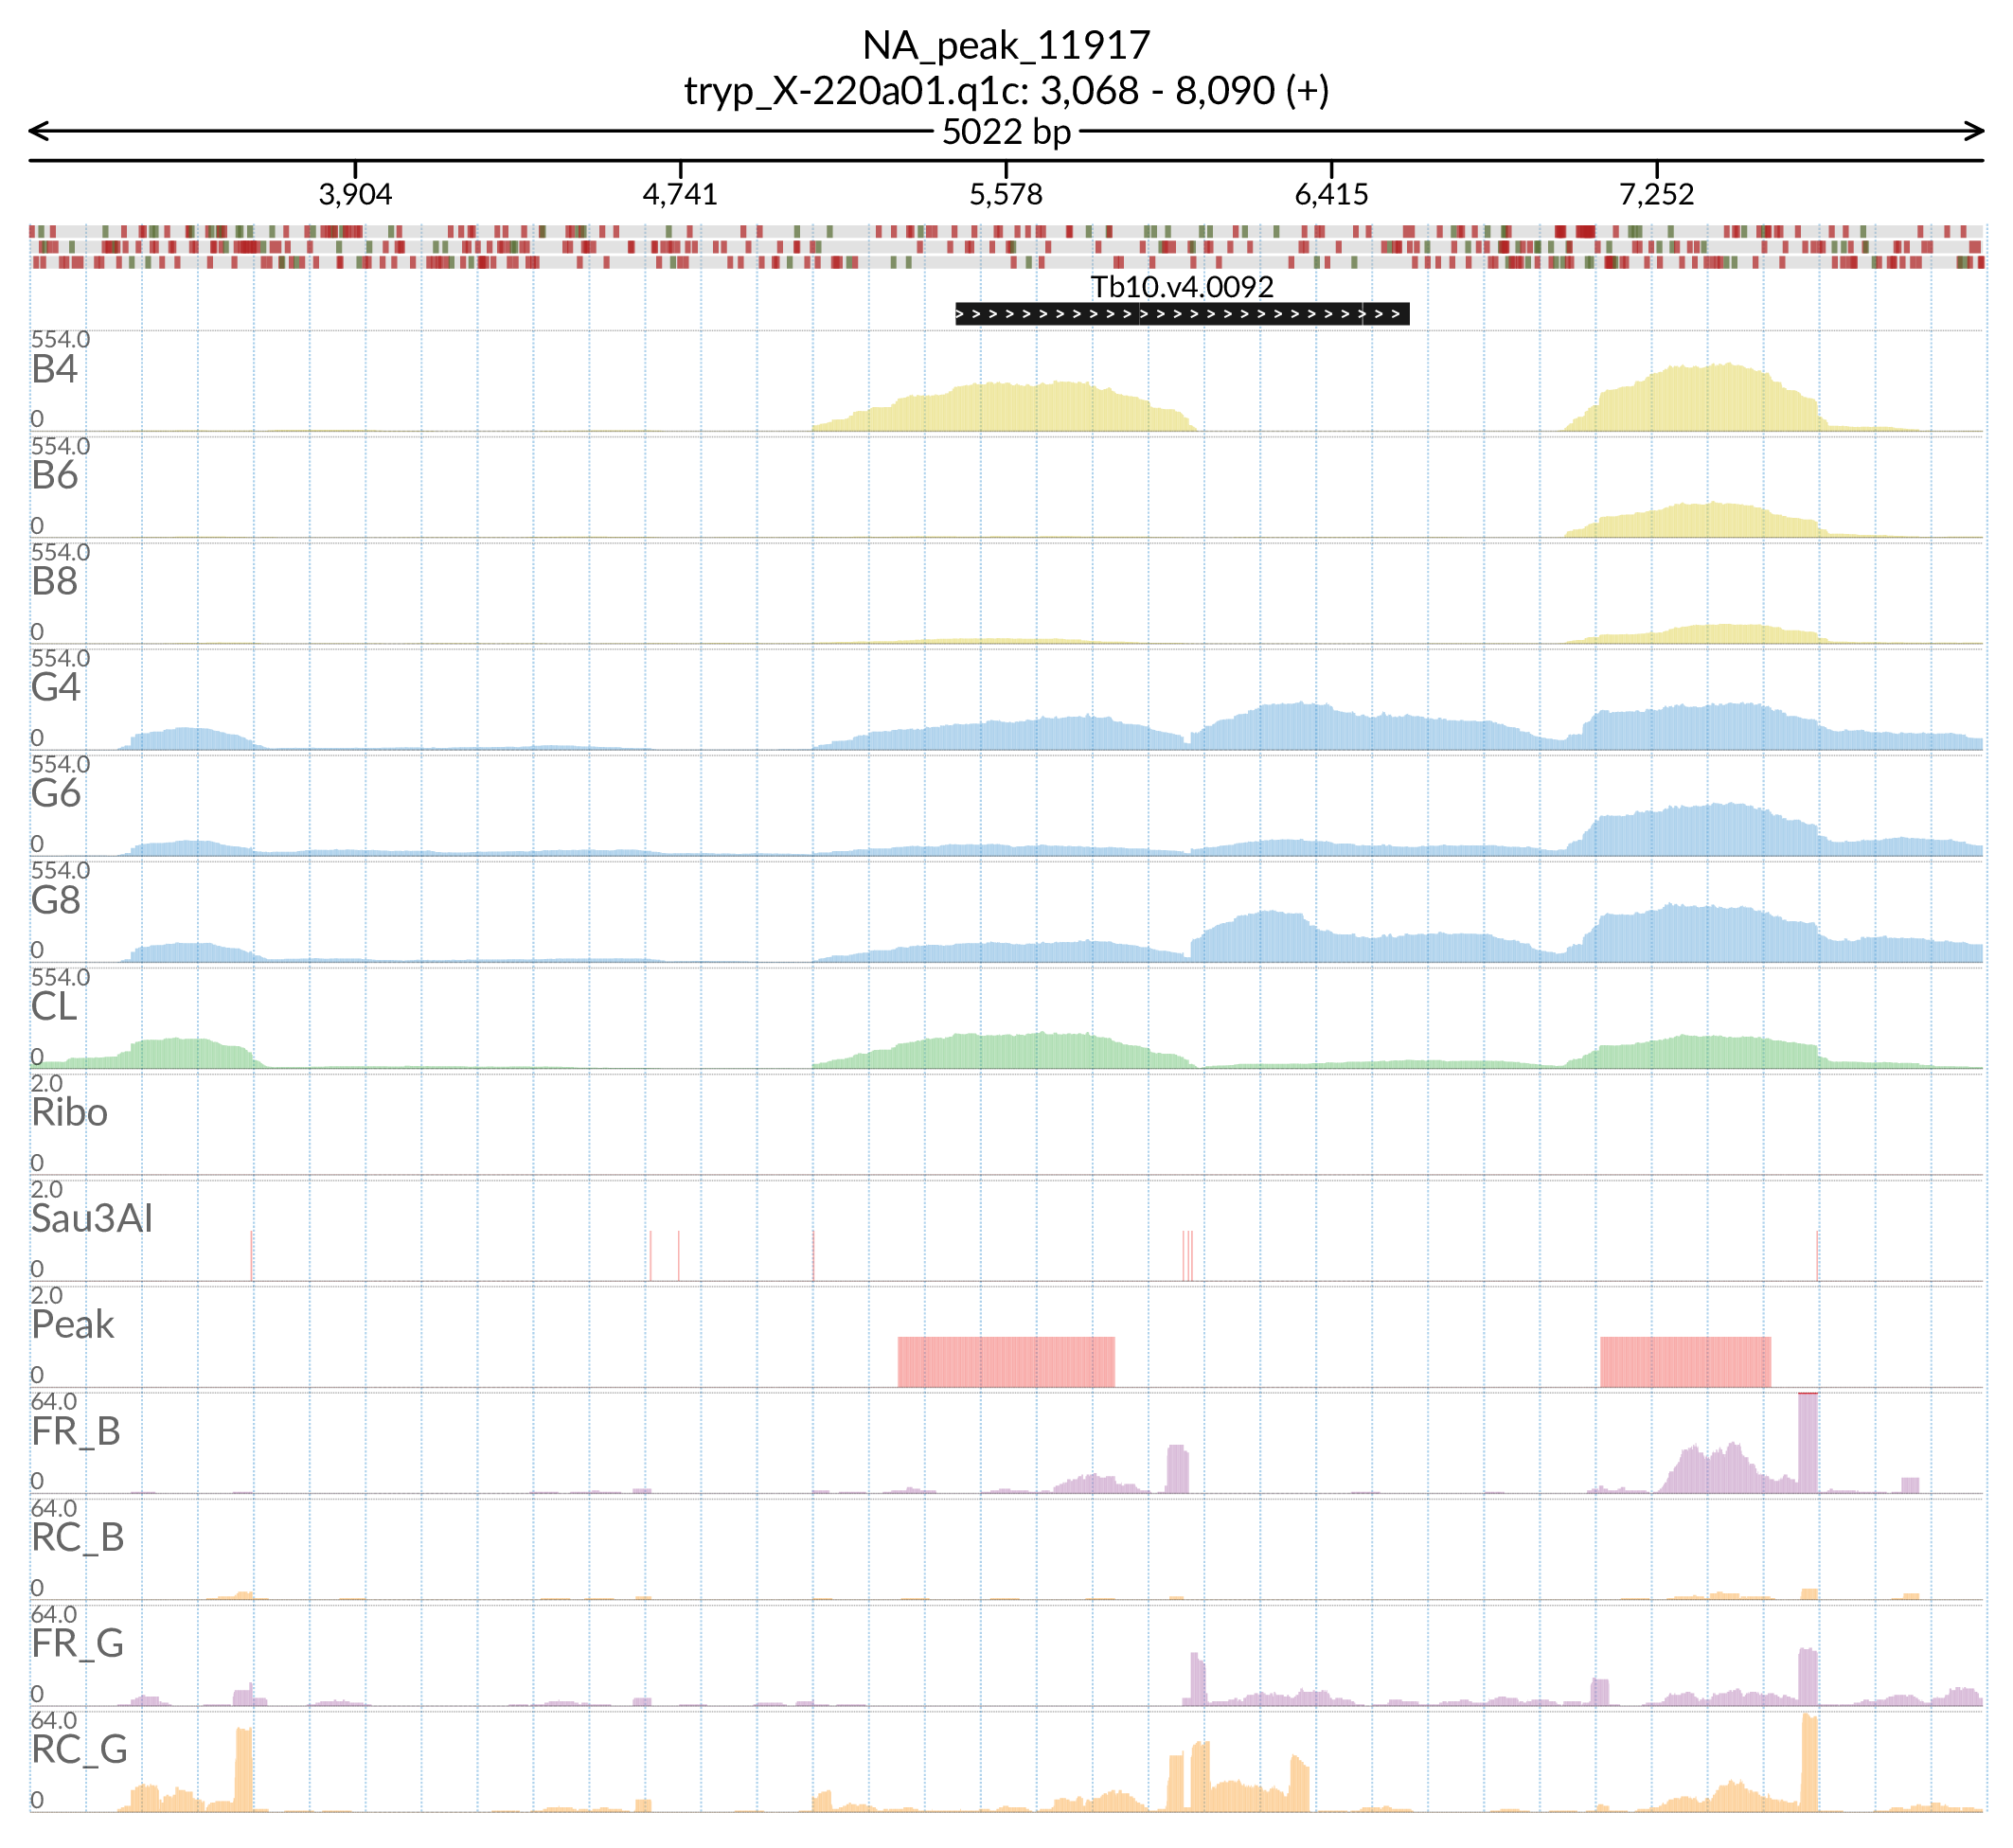 NA_peak_11917
tryp_X-220a01.q1c: 3,068 - 8,090 (+)
5022 bp
3,904 4,741 5,578 6,415 7,252
Tb10.v4.0092
554.0
B4
0
554.0
B6
0
554.0
B8
0
554.0
G4
0
554.0
G6
0
554.0
G8
0
554.0
CL
0
2.0
Ribo
0
2.0
Sau3AI
0
2.0
Peak
0
64.0
FR_B
0
64.0
RC_B
0
64.0
FR_G
0
64.0
RC_G
0